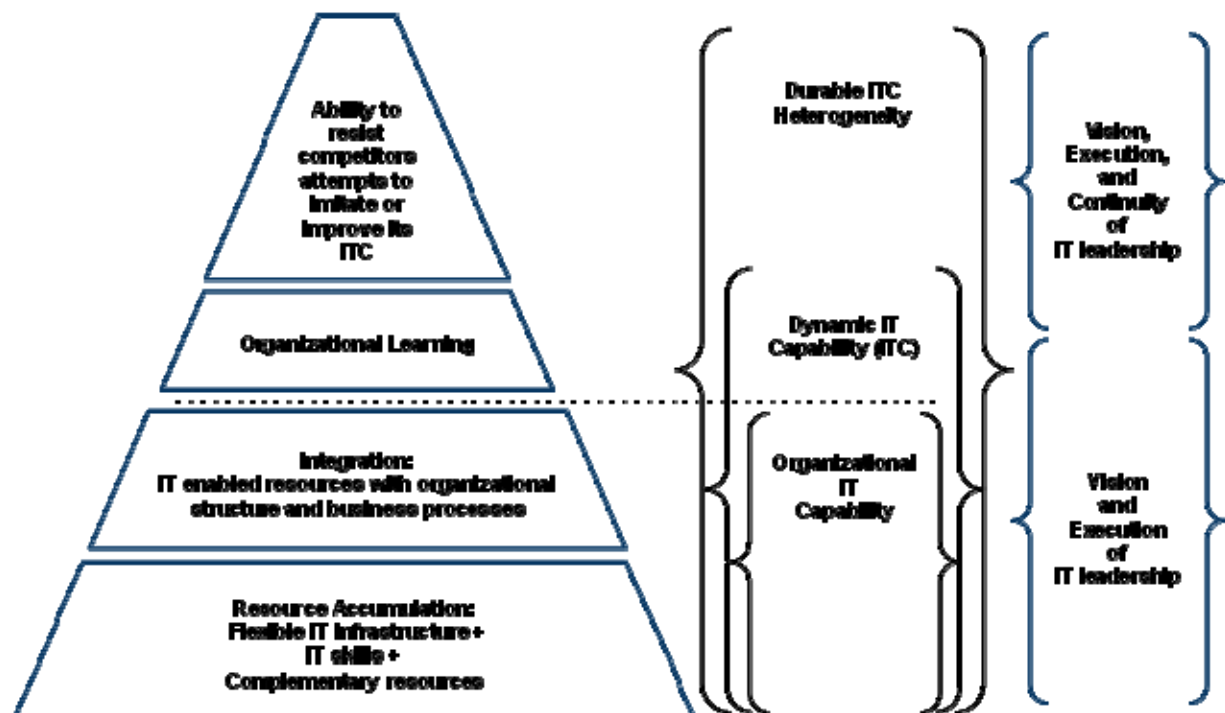 Ability to
resist
competitors
attempts to
imitate or
improve its
ITC
Organizational Learning
Integration:
IT enabled resources with organizational
structure and business processes
Resource Accumulation:
Flexible IT infrastructure +
IT skills +
Complementary resources
Durable ITC
Heterogeneity
Dynamic IT
Capability (ITC)
Organizational
IT
Capability
Vision,
Execution,
and
Continuity
of
IT leadership
Vision
and
Execution
of
IT leadership